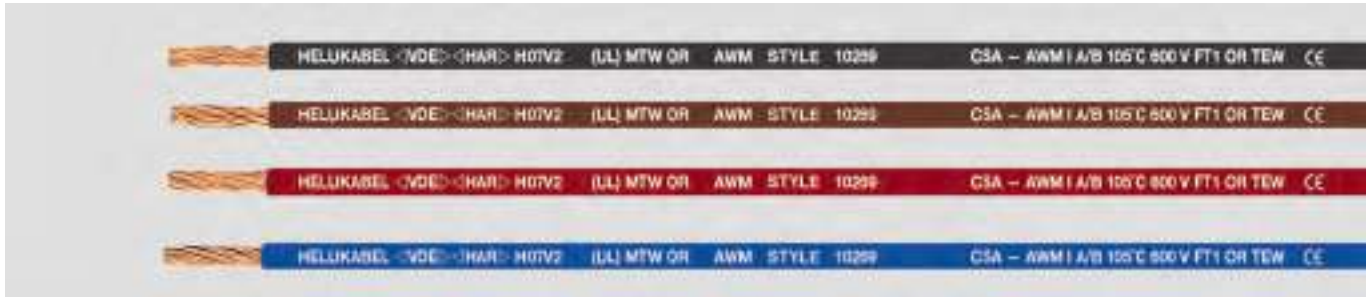 HELUKABEL ◁VDE▷ ◁HAR▷ H07V2 (UL) MTW OR AWM STYLE 10269 CSA – AWM I A/B 105°C 600 V FT1 OR TEW CE
HELUKABEL ◁VDE▷ ◁HAR▷ H07V2 (UL) MTW OR AWM STYLE 10269 CSA – AWM I A/B 105°C 600 V FT1 OR TEW CE
HELUKABEL ◁VDE▷ ◁HAR▷ H07V2 (UL) MTW OR AWM STYLE 10269 CSA – AWM I A/B 105°C 600 V FT1 OR TEW CE
HELUKABEL ◁VDE▷ ◁HAR▷ H07V2 (UL) MTW OR AWM STYLE 10269 CSA – AWM I A/B 105°C 600 V FT1 OR TEW CE